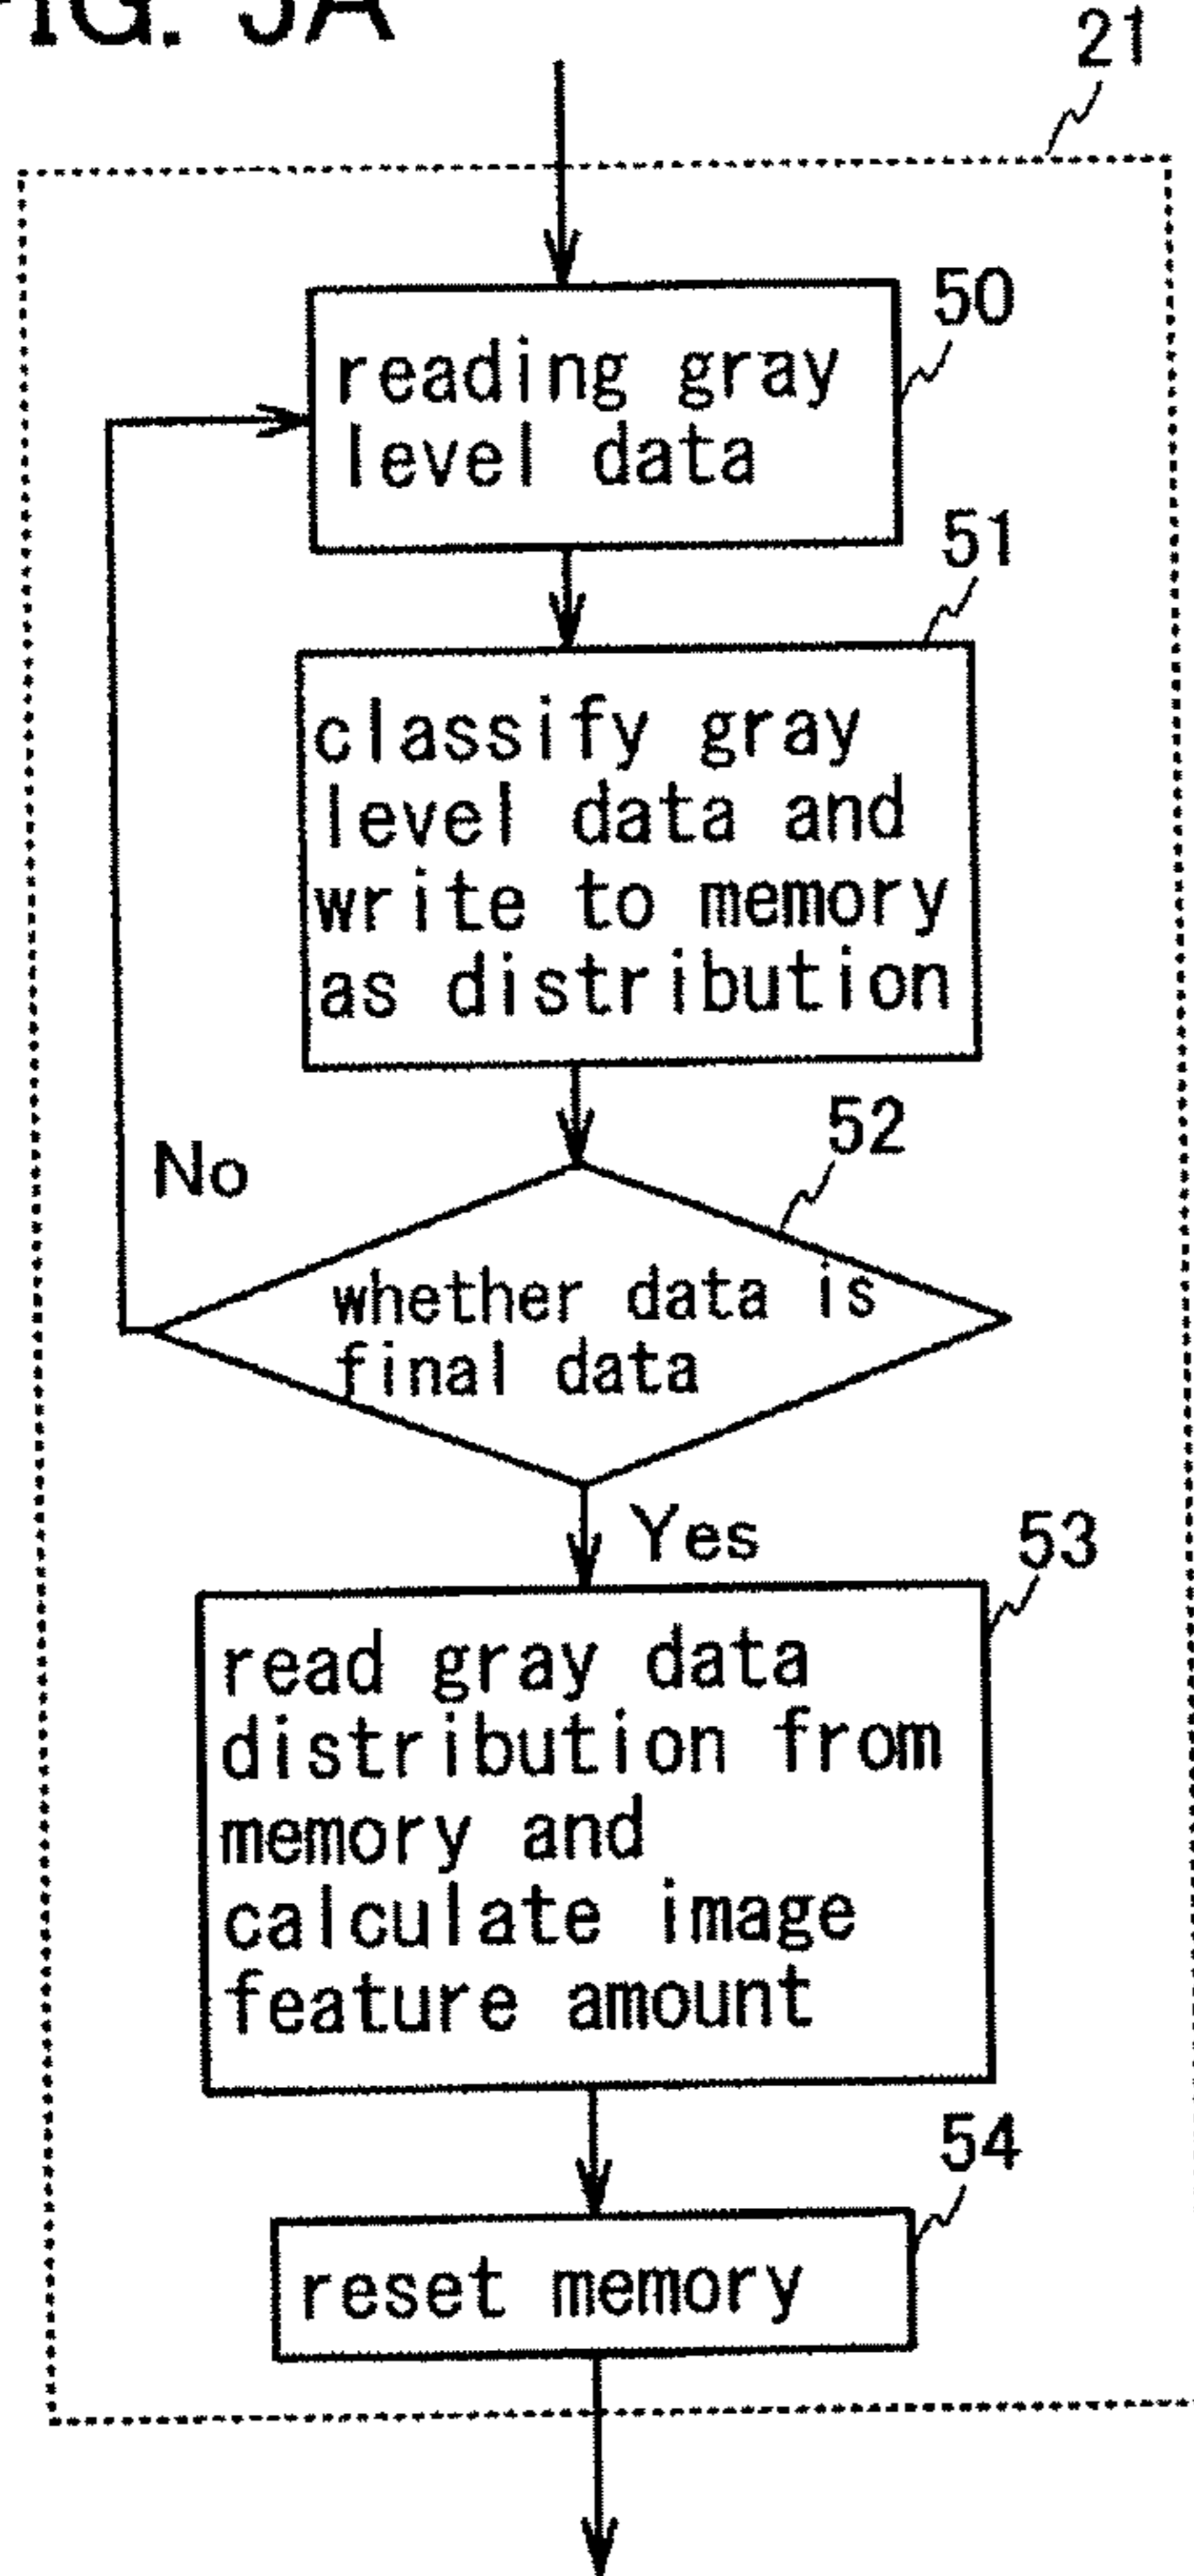 FIG. 5A
21
50
reading gray
level data
51
classify gray
level data and
write to memory
as distribution
52
No
whether data is
final data
Yes
53
read gray data
distribution from
memory and
calculate image
feature amount
54
reset memory